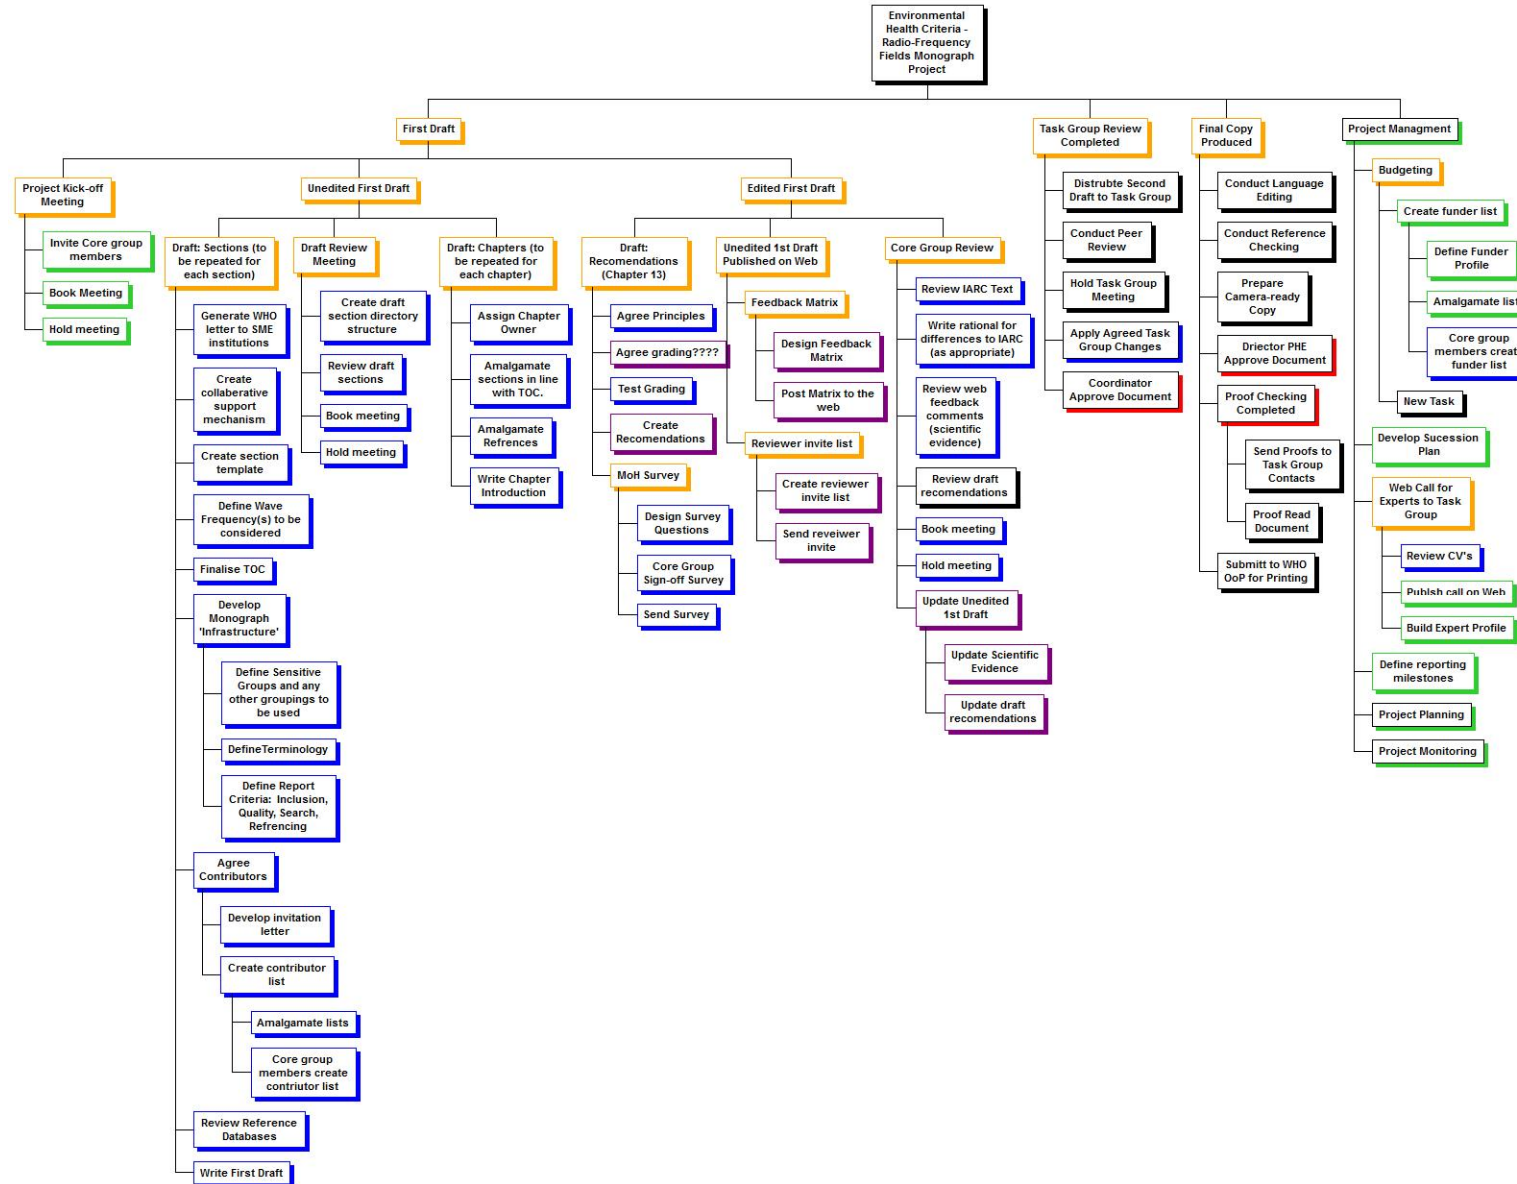 Environmental
Health Criteria -
Radio-Frequency
Fields Monograph
Project
First Draft
Project Kick-off
Meeting
Invite Core group
members
Book Meeting
Hold meeting
Unedited First Draft
Draft: Sections (to
be repeated for
each section)
Generate WHO
letter to SME
institutions
Create
collaberative
support
mechanism
Create section
template
Define Wave
Frequency(s) to be
considered
Finalise TOC
Develop
Monograph
'Infrastructure'
Define Sensitive
Groups and any
other groupings to
be used
DefineTerminology
Define Report
Criteria: Inclusion,
Quality, Search,
Refrencing
Agree
Contributors
Develop invitation
letter
Create contributor
list
Amalgamate lists
Core group
members create
contriutor list
Review Reference
Databases
Write First Draft
Draft Review
Meeting
Create draft
section directory
structure
Review draft
sections
Book meeting
Hold meeting
Draft: Chapters (to
be repeated for
each chapter)
Assign Chapter
Owner
Amalgamate
sections in line
with TOC.
Amalgamate
Refrences
Write Chapter
Introduction
Edited First Draft
Draft:
Recomendations
(Chapter 13)
Agree Principles
Agree grading????
Test Grading
Create
Recomendations
MoH Survey
Design Survey
Questions
Core Group
Sign-off Survey
Send Survey
Unedited 1st Draft
Published on Web
Feedback Matrix
Design Feedback
Matrix
Post Matrix to the
web
Reviewer invite list
Create reviewer
invite list
Send reveiwer
invite
Core Group Review
Review IARC Text
Write rational for
differences to IARC
(as appropriate)
Review web
feedback
comments
(scientific
evidence)
Review draft
recomendations
Book meeting
Hold meeting
Update Unedited
1st Draft
Update Scientific
Evidence
Update draft
recomendations
Task Group Review
Completed
Distrubte Second
Draft to Task Group
Conduct Peer
Review
Hold Task Group
Meeting
Apply Agreed Task
Group Changes
Coordinator
Approve Document
Final Copy
Produced
Conduct Language
Editing
Conduct Reference
Checking
Prepare
Camera-ready
Copy
Driector PHE
Approve Document
Proof Checking
Completed
Send Proofs to
Task Group
Contacts
Proof Read
Document
Submitt to WHO
OoP for Printing
Project Managment
Budgeting
Create funder list
Define Funder
Profile
Amalgamate list
Core group
members creat
funder list
New Task
Develop Sucession
Plan
Web Call for
Experts to Task
Group
Review CV's
Publsh call on Web
Build Expert Profile
Define reporting
milestones
Project Planning
Project Monitoring